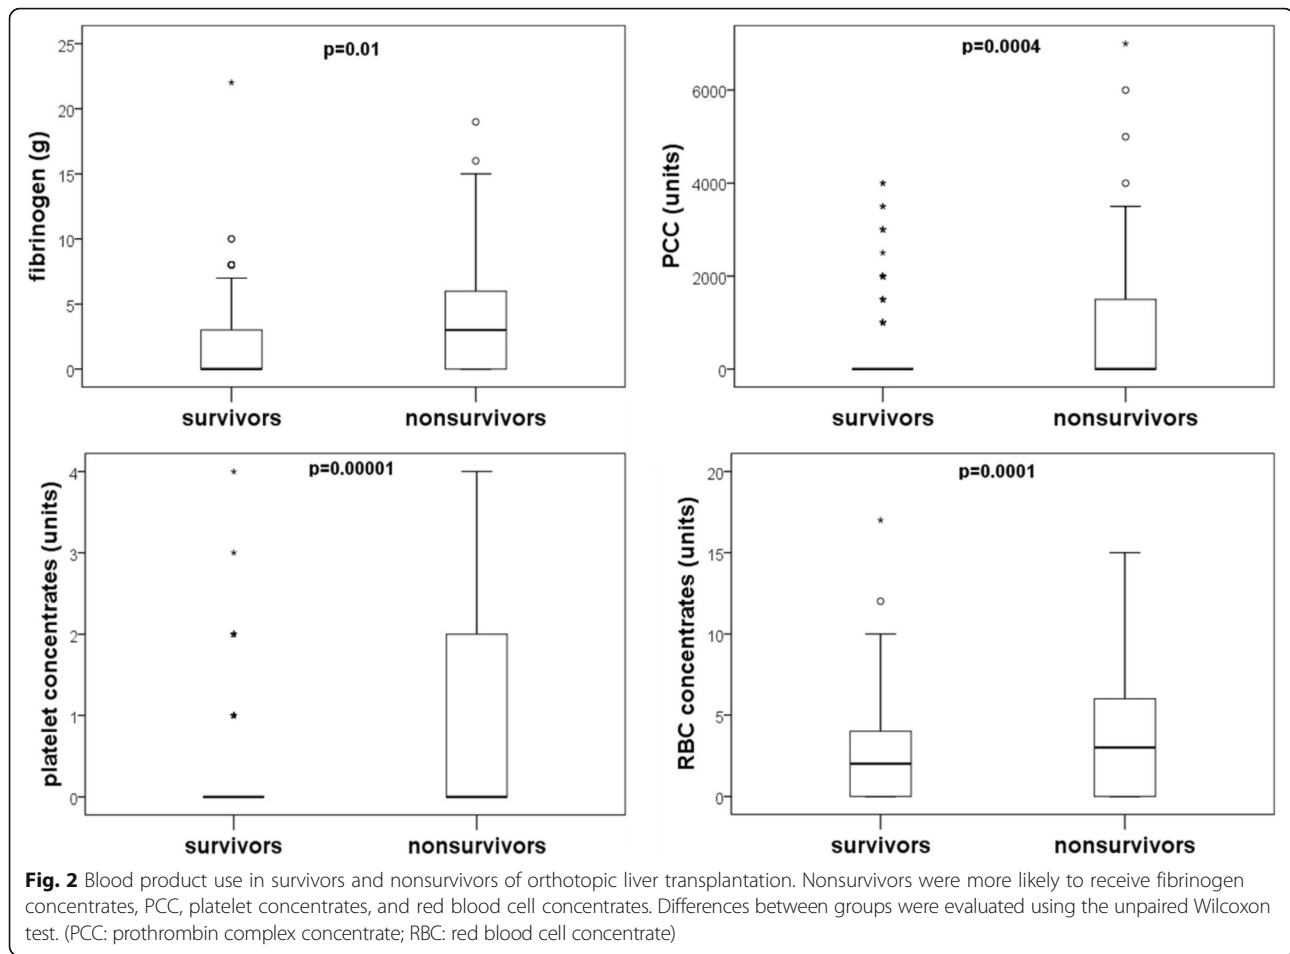 p=0.01
25
20
15
10
5
0
fibrinogen (g)
survivors nonsurvivors
p=0.0004
6000
4000
2000
0
PCC (units)
survivors nonsurvivors
p=0.00001
4
3
2
1
0
platelet concentrates (units)
survivors nonsurvivors
p=0.0001
20
15
10
5
0
RBC concentrates (units)
survivors nonsurvivors
Fig. 2 Blood product use in survivors and nonsurvivors of orthotopic liver transplantation. Nonsurvivors were more likely to receive fibrinogen
concentrates, PCC, platelet concentrates, and red blood cell concentrates. Differences between groups were evaluated using the unpaired Wilcoxon
test. (PCC: prothrombin complex concentrate; RBC: red blood cell concentrate)